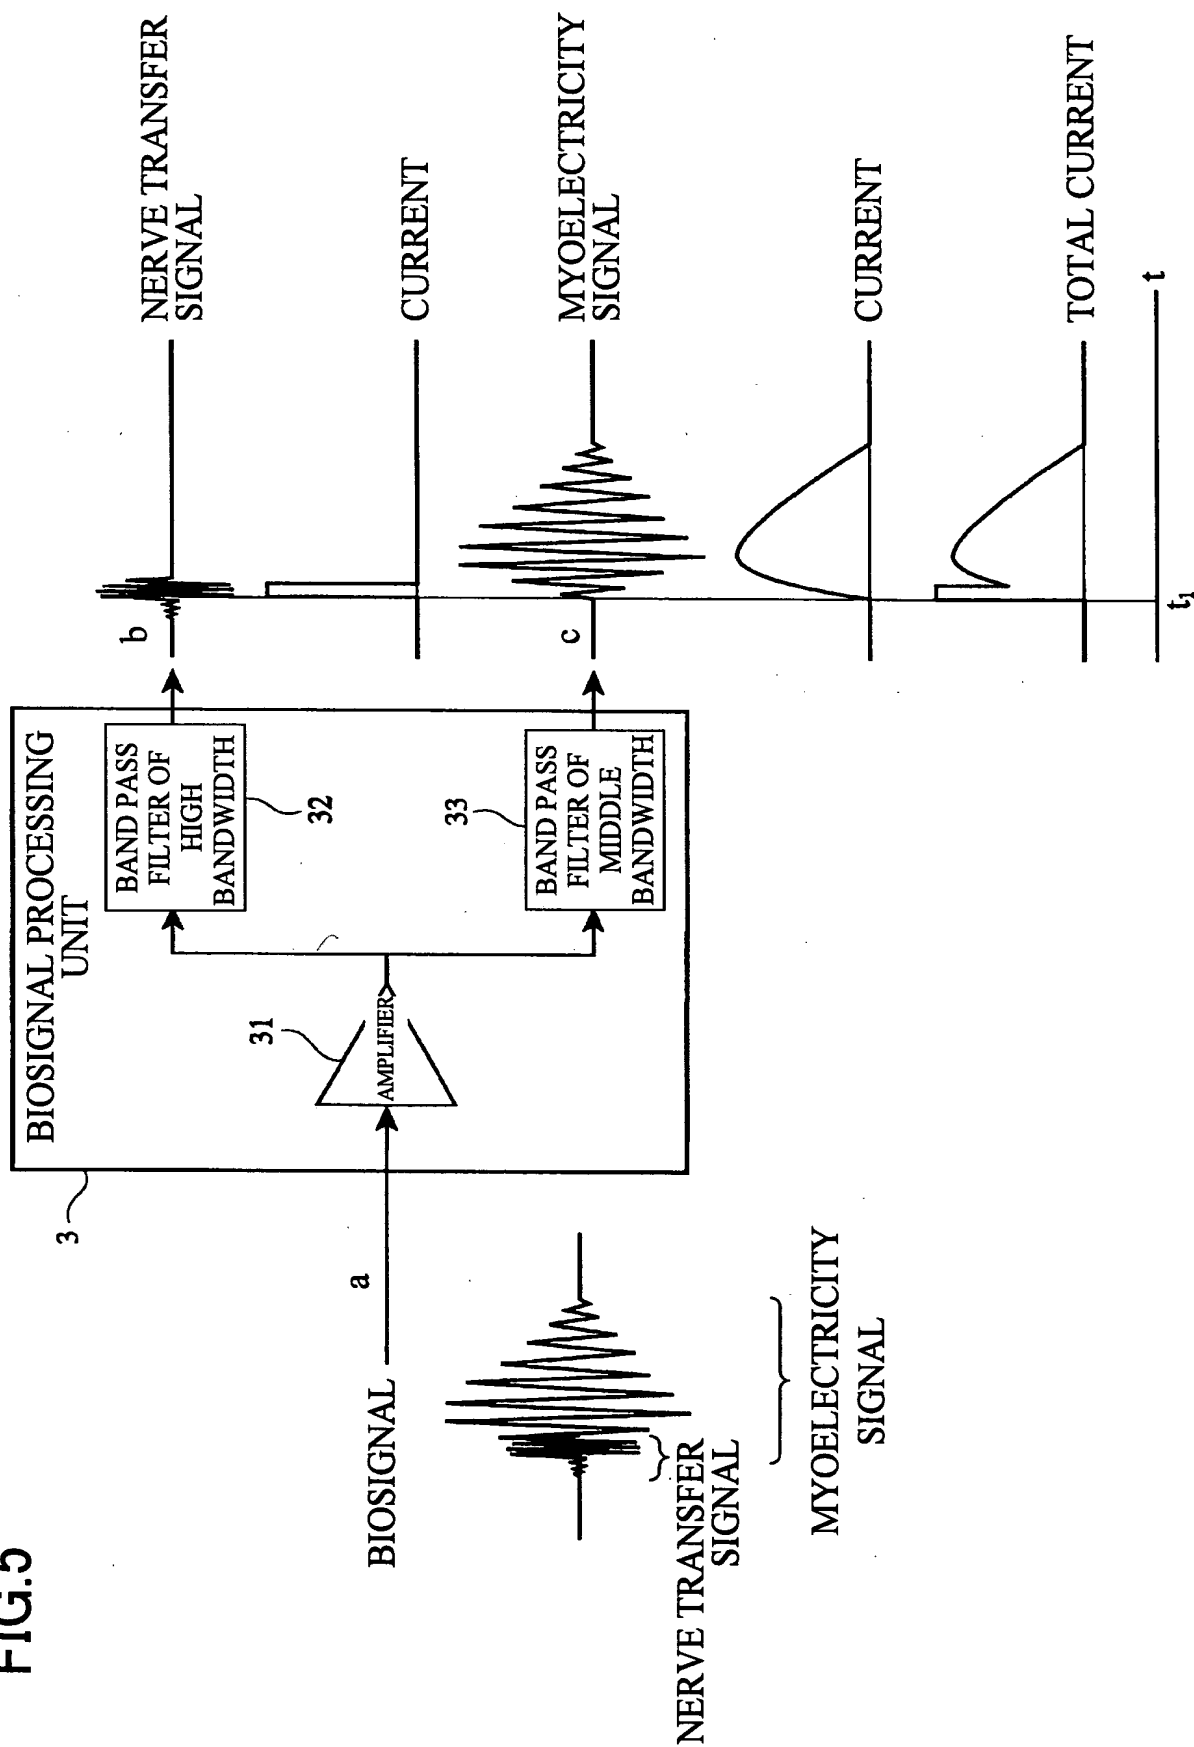 FIG.5
BIOSIGNAL PROCESSING
UNIT
3
BIOSIGNAL
a
31
AMPLIFIER
BAND PASS
FILTER OF
HIGH
BANDWIDTH
32
33
BAND PASS
FILTER OF
MIDDLE
BANDWIDTH
b
NERVE TRANSFER
SIGNAL
CURRENT
c
MYOELECTRICITY
SIGNAL
CURRENT
TOTAL CURRENT
t1
t
NERVE TRANSFER
SIGNAL
MYOELECTRICITY
SIGNAL